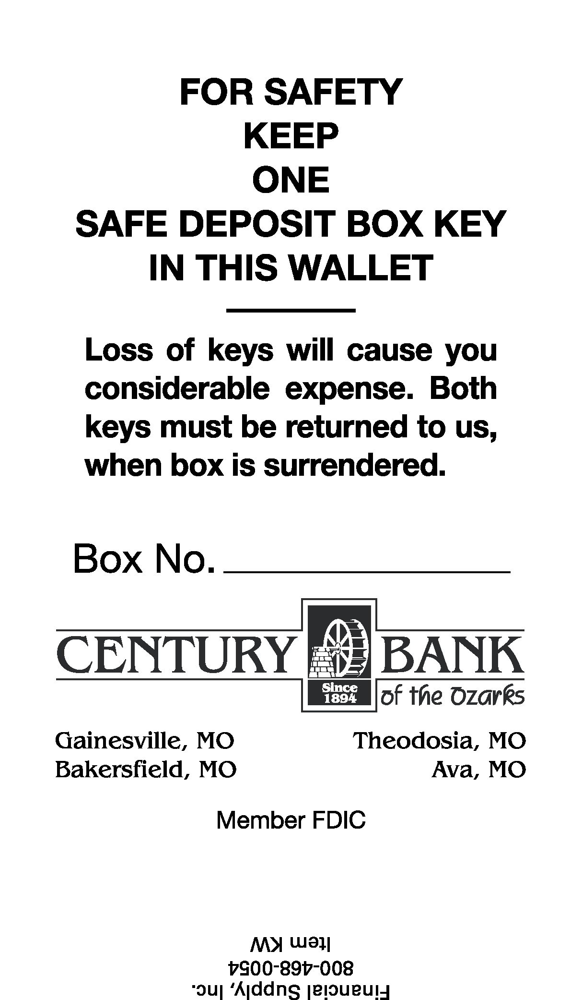 FOR SAFETY
KEEP
ONE
SAFE DEPOSIT BOX KEY
IN THIS WALLET
Loss of keys will cause you
considerable expense. Both
keys must be returned to us,
when box is surrendered.
Box No.
CENTURY BANK
Since
1894
of the Ozarks
Gainesville, MO Theodosia, MO
Bakersfield, MO Ava, MO
Member FDIC
Financial Supply, Inc.
800-468-0054
Item KW